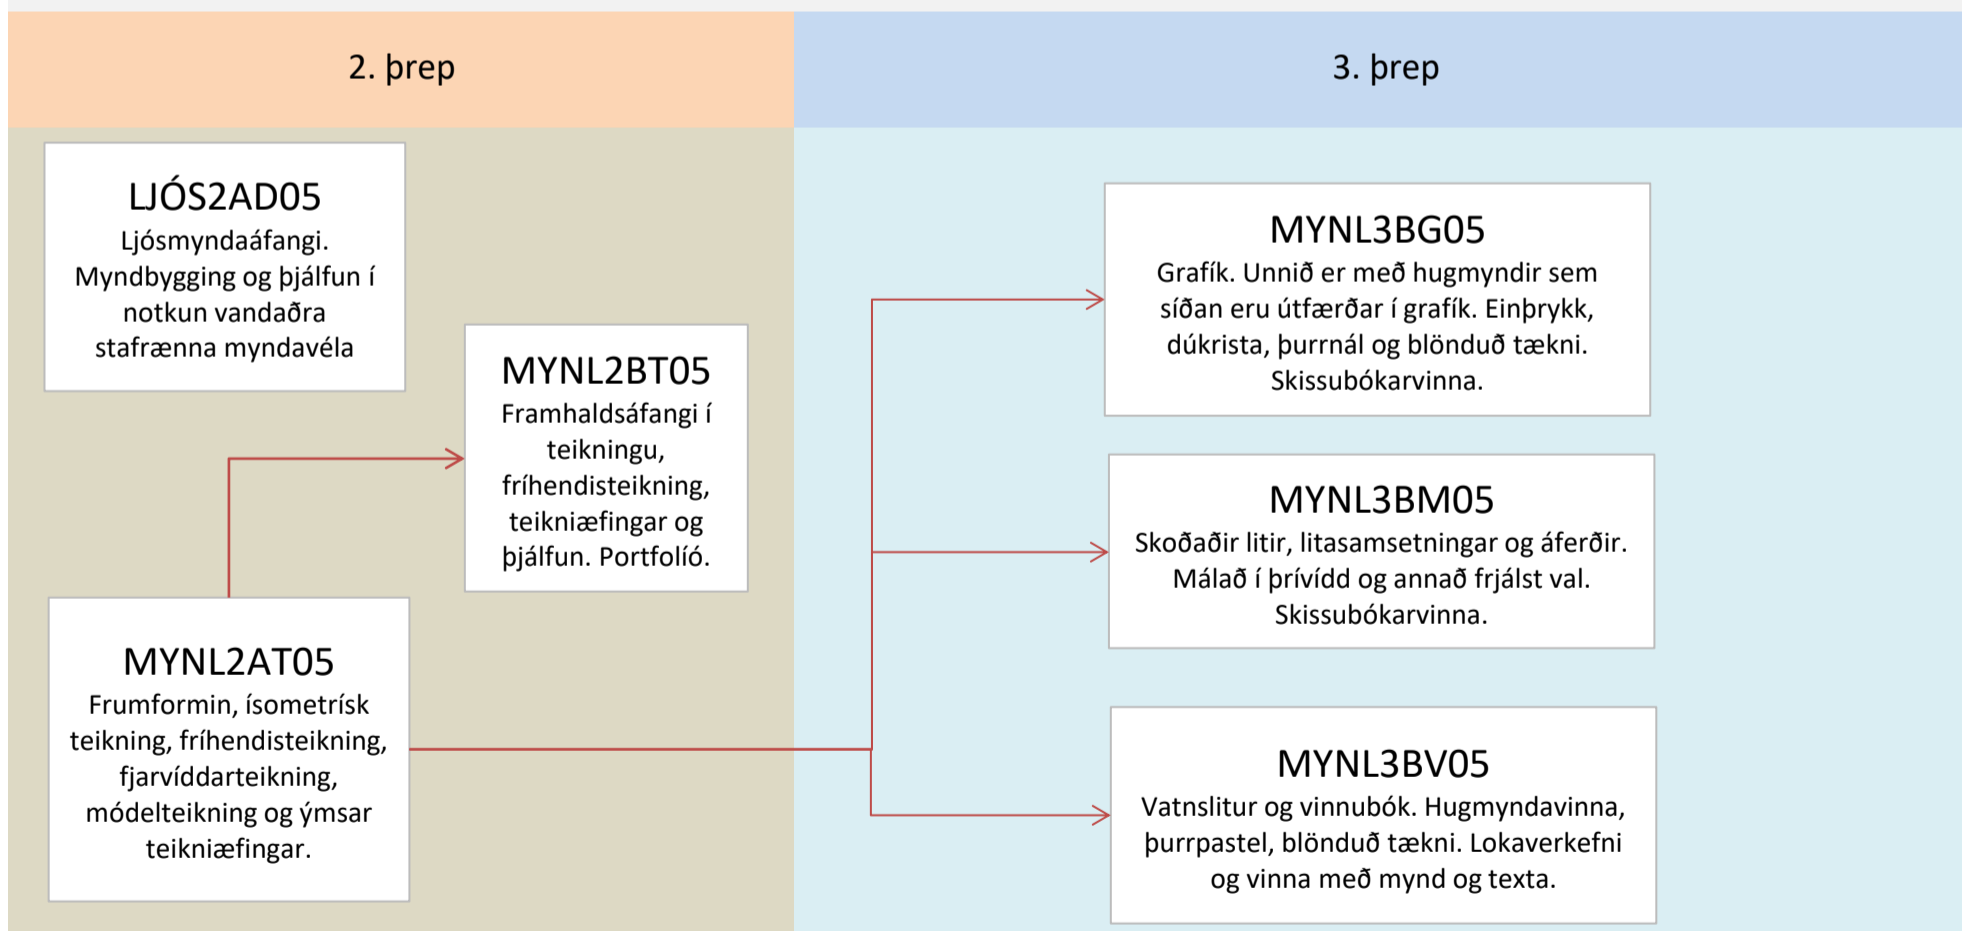 2. þrep
3. þrep
LJÓS2AD05
Ljósmyndaáfangi.
Myndbygging og þjálfun í
notkun vandaðra
stafrænna myndavéla
MYNL2BT05
Framhaldsáfangi í
teikningu,
fríhendisteikning,
teikniæfingar og
þjálfun. Portfolíó.
MYNL2AT05
Frumformin, ísometrísk
teikning, fríhendisteikning,
fjarvíddarteikning,
módelteikning og ýmsar
teikniæfingar.
MYNL3BG05
Grafík. Unnið er með hugmyndir sem
síðan eru útfærðar í grafík. Einþrykk,
dúkrista, þurrnál og blönduð tækni.
Skissubókarvinna.
MYNL3BM05
Skoðaðir litir, litasamsetningar og áferðir.
Málað í þrívídd og annað frjálst val.
Skissubókarvinna.
MYNL3BV05
Vatnslitur og vinnubók. Hugmyndavinna,
þurrpastel, blönduð tækni. Lokaverkefni
og vinna með mynd og texta.